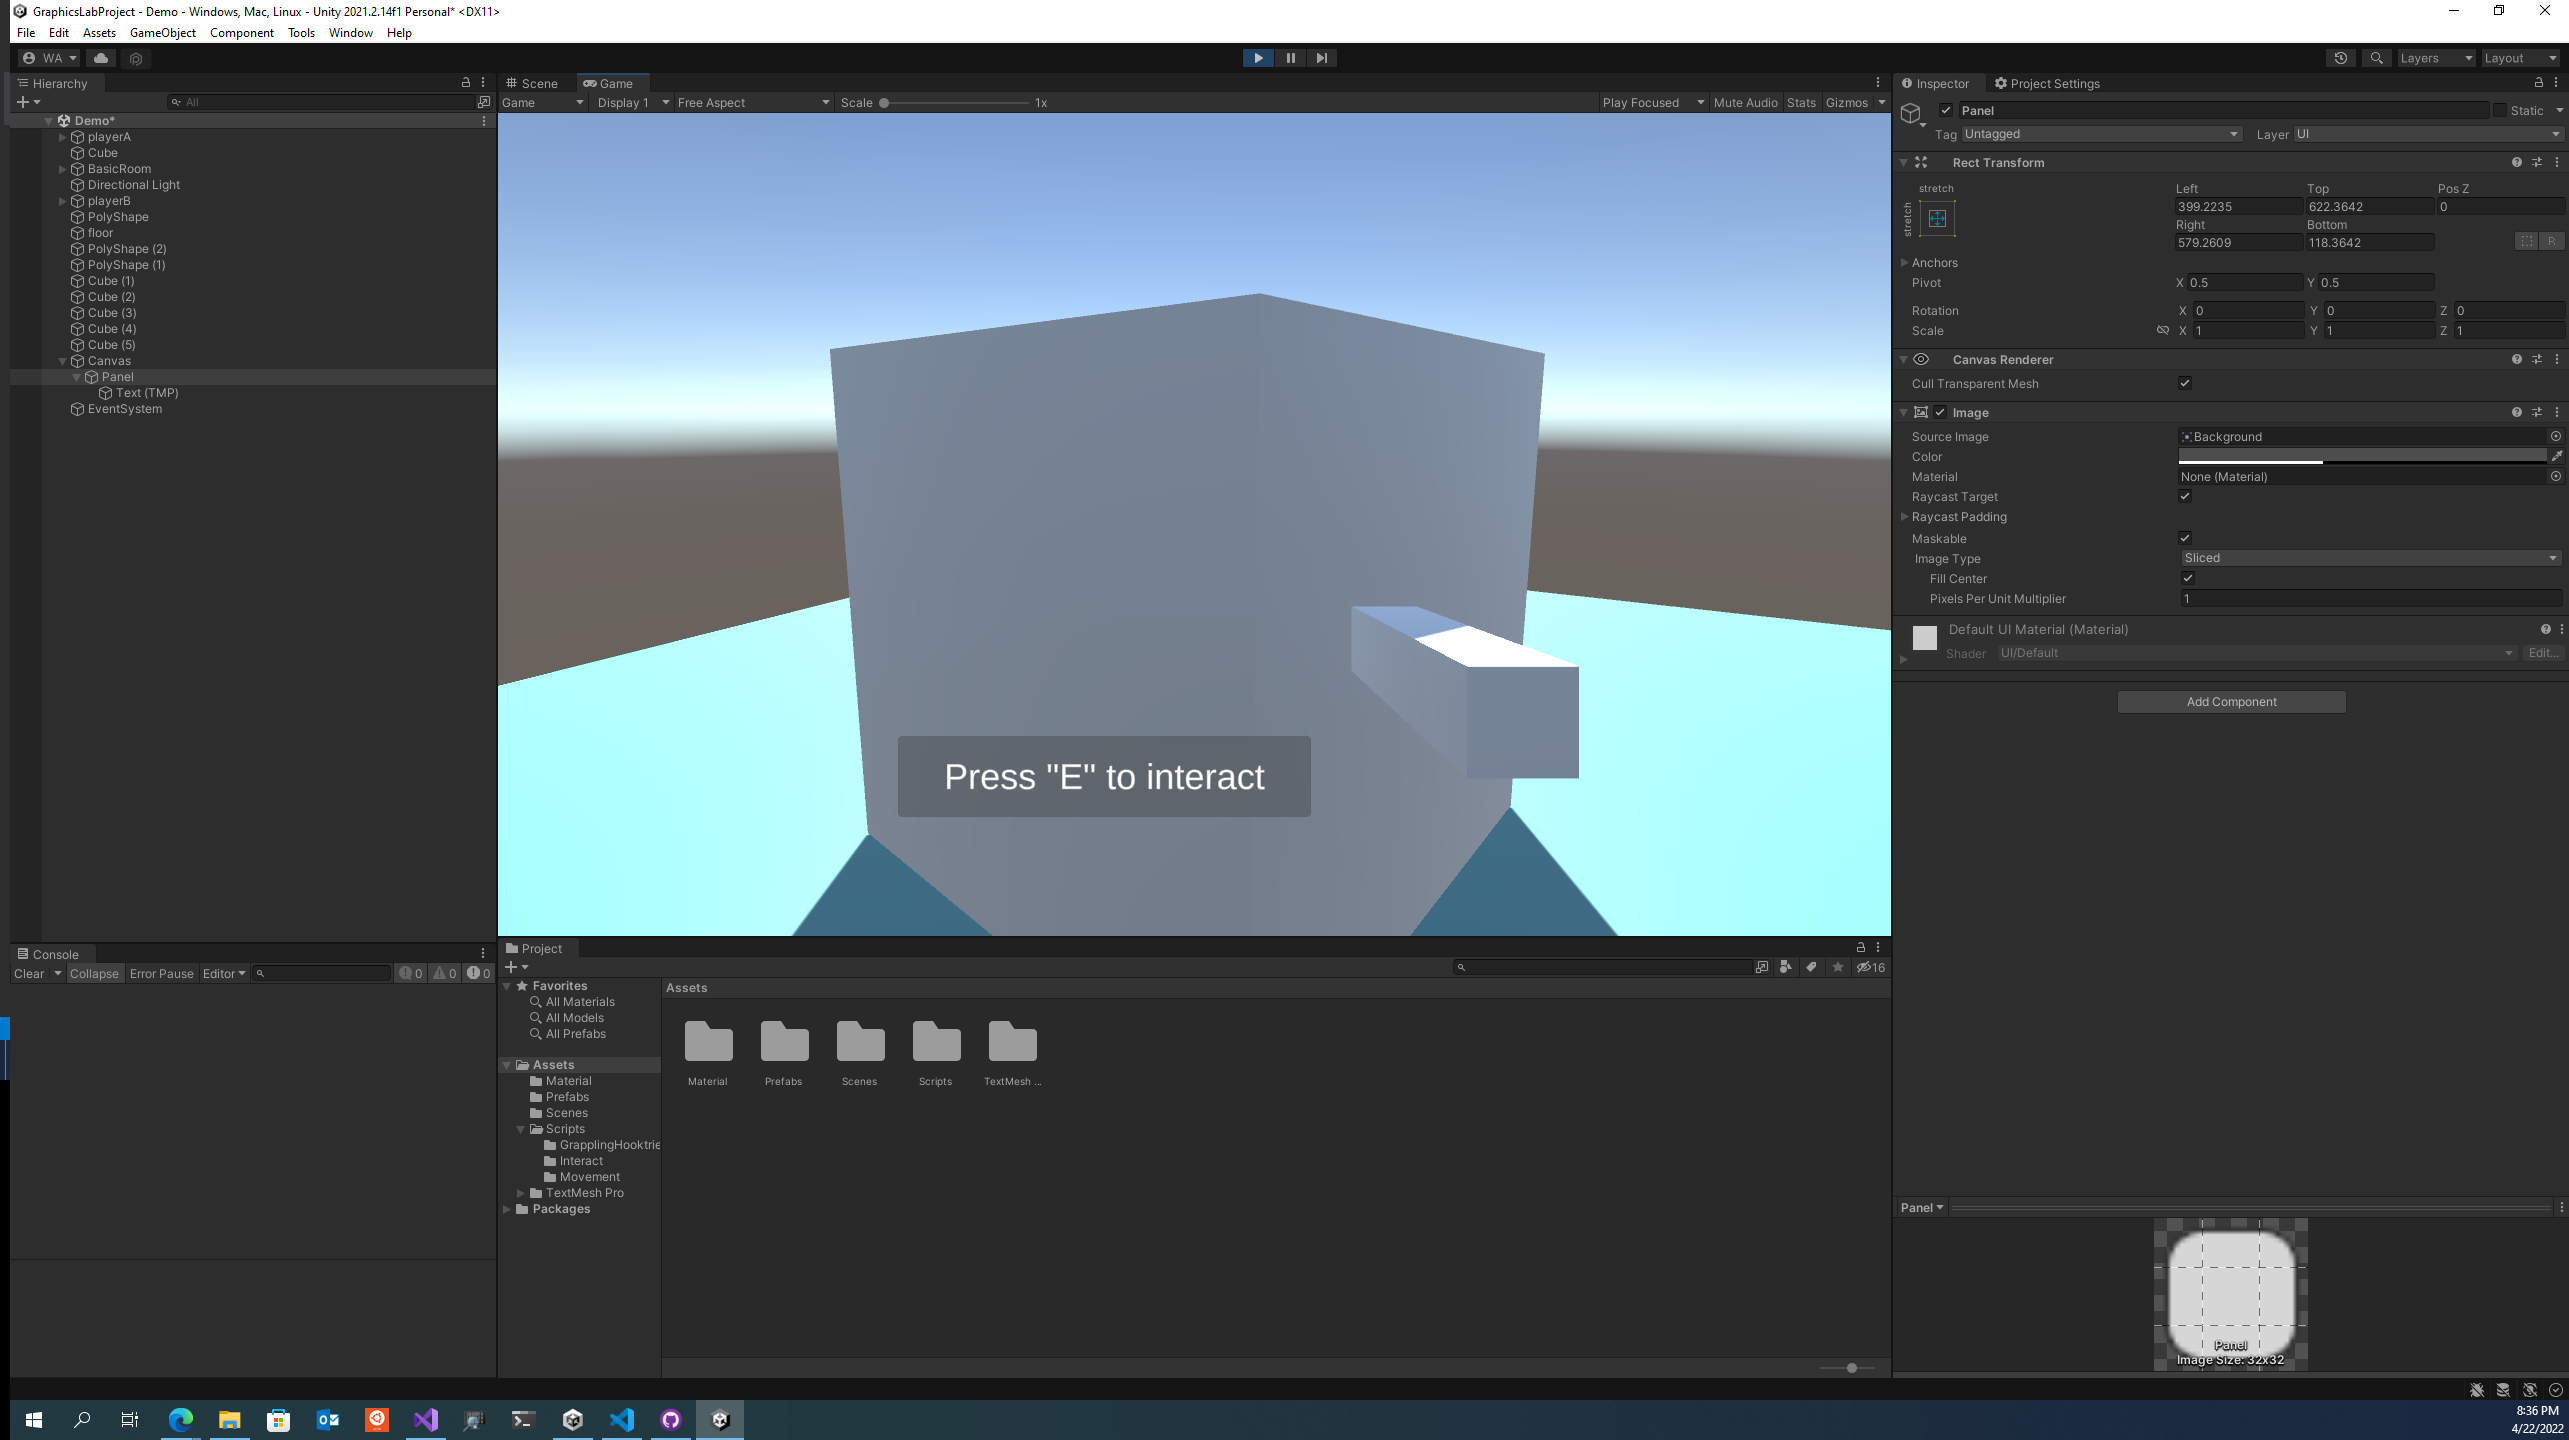 GraphicsLabProject - Demo - Windows, Mac, Linux - Unity 2021.2.14f1 Personal* <DX11>
File Edit Assets GameObject Component Tools Window Help
WA Layers Layout
Hierarchy
All
Demo*
playerA
Cube
BasicRoom
Directional Light
playerB
PolyShape
floor
PolyShape (2)
PolyShape (1)
Cube (1)
Cube (2)
Cube (3)
Cube (4)
Cube (5)
Canvas
Panel
Text (TMP)
EventSystem
Scene Game
Game Display 1 Free Aspect Scale 1x Play Focused Mute Audio Stats Gizmos
Press "E" to interact
Console
Clear Collapse Error Pause Editor 0 0 0
Project
16
Favorites
All Materials
All Models
All Prefabs
Assets
Material
Prefabs
Scenes
Scripts
GrapplingHooktrie
Interact
Movement
TextMesh Pro
Packages
Assets
Material Prefabs Scenes Scripts TextMesh ...
Inspector Project Settings
Panel Static
Tag Untagged Layer UI
Rect Transform
stretch
stretch
Left Top Pos Z
399.2235 622.3642 0
Right Bottom
579.2609 118.3642
R
Anchors
Pivot X 0.5 Y 0.5
Rotation X 0 Y 0 Z 0
Scale X 1 Y 1 Z 1
Canvas Renderer
Cull Transparent Mesh
Image
Source Image Background
Color
Material None (Material)
Raycast Target
Raycast Padding
Maskable
Image Type Sliced
Fill Center
Pixels Per Unit Multiplier 1
Default UI Material (Material)
Shader UI/Default Edit...
Add Component
Panel
Panel
Image Size: 32x32
8:36 PM
4/22/2022